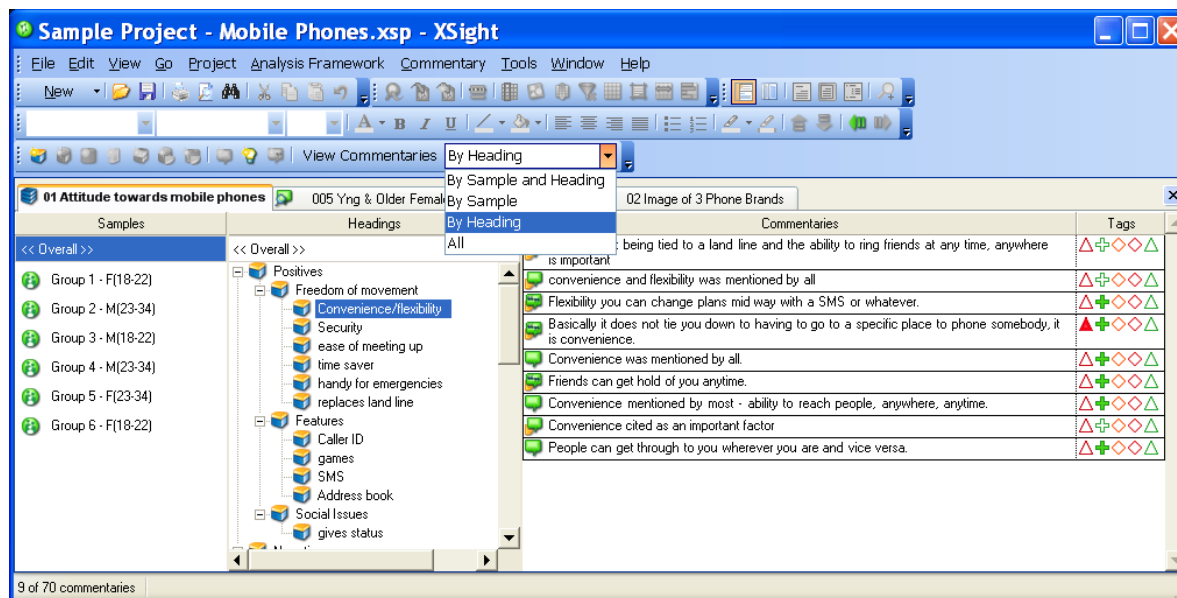 Sample Project - Mobile Phones.xsp - XSight
File Edit View Go Project Analysis Framework Commentary Tools Window Help
New
A B I U
View Commentaries By Heading
By Sample and Heading
By Sample
By Heading
All
01 Attitude towards mobile phones 005 Yng & Older Femal 02 Image of 3 Phone Brands
Samples Headings Commentaries Tags
<< Overall >>
Group 1 - F(18-22)
Group 2 - M(23-34)
Group 3 - M(18-22)
Group 4 - M(23-34)
Group 5 - F(23-34)
Group 6 - F(18-22)
<< Overall >>
Positives
Freedom of movement
Convenience/flexibility
Security
ease of meeting up
time saver
handy for emergencies
replaces land line
Features
Caller ID
games
SMS
Address book
Social Issues
gives status
being tied to a land line and the ability to ring friends at any time, anywhere
is important
convenience and flexibility was mentioned by all
Flexibility you can change plans mid way with a SMS or whatever.
Basically it does not tie you down to having to go to a specific place to phone somebody, it
is convenience.
Convenience was mentioned by all.
Friends can get hold of you anytime.
Convenience mentioned by most - ability to reach people, anywhere, anytime.
Convenience cited as an important factor
People can get through to you wherever you are and vice versa.
9 of 70 commentaries